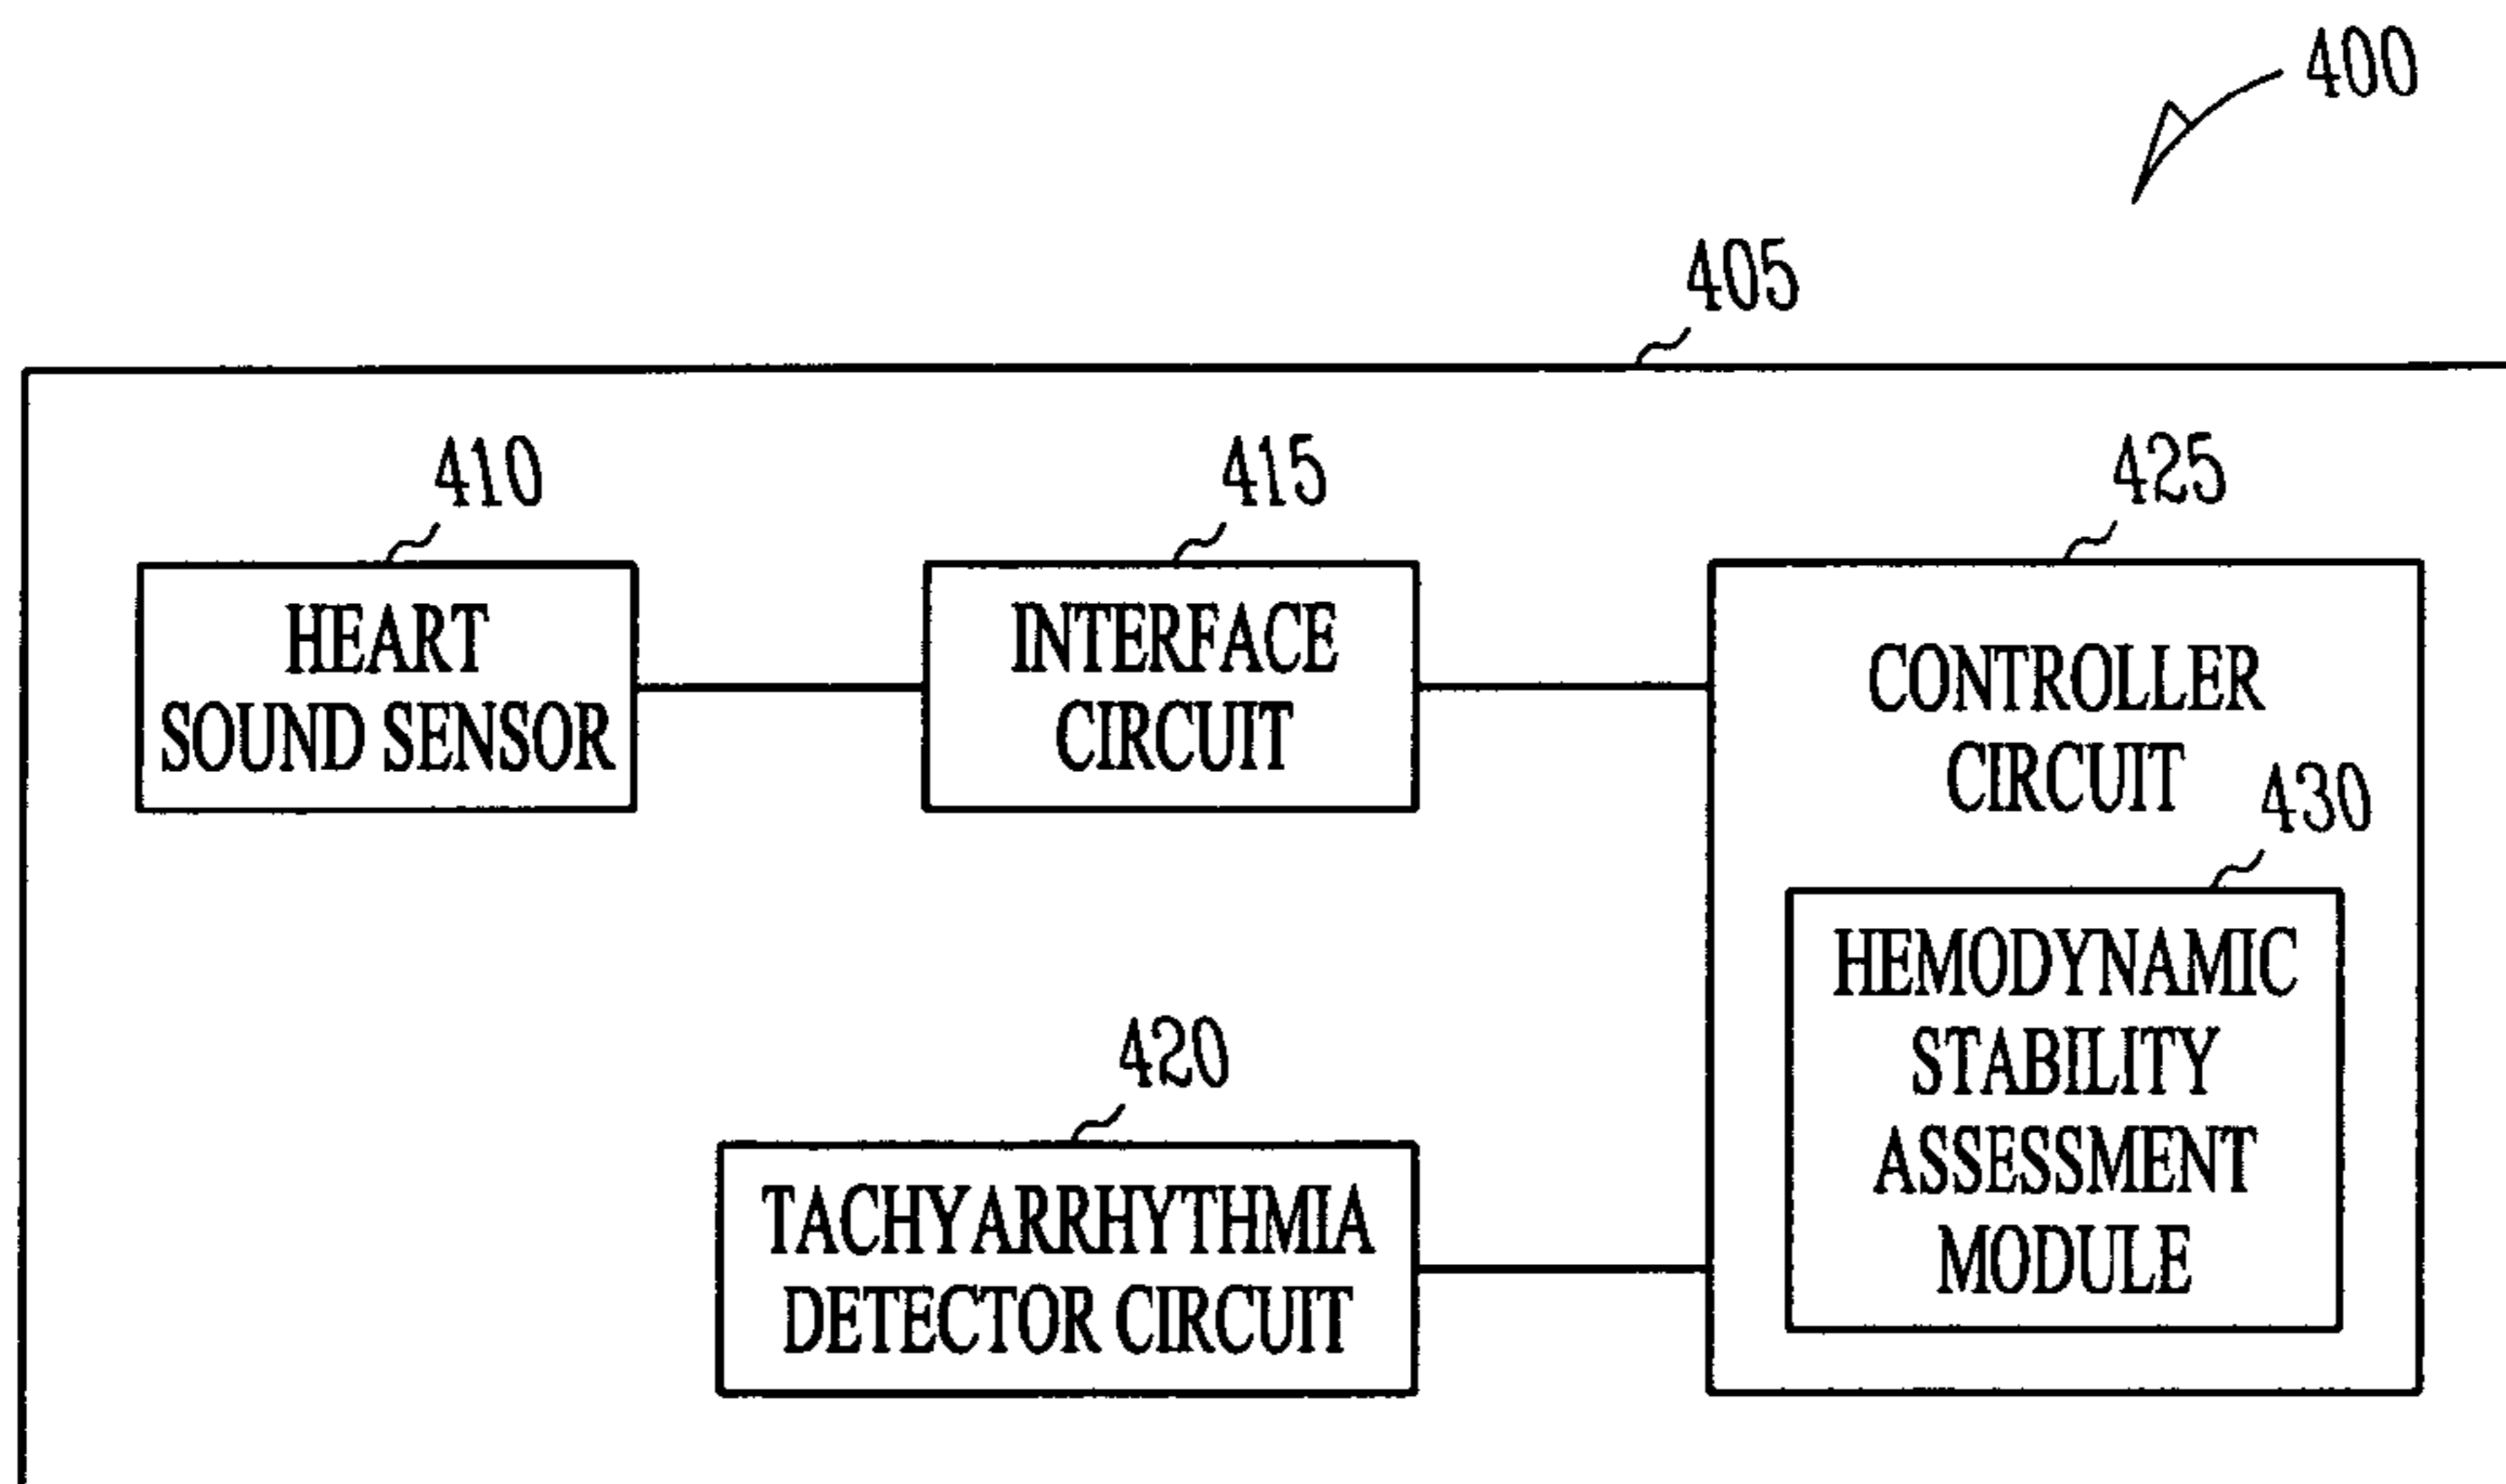 400
405
410
415
425
HEART
SOUND SENSOR
INTERFACE
CIRCUIT
CONTROLLER
CIRCUIT
430
HEMODYNAMIC
STABILITY
ASSESSMENT
MODULE
420
TACHYARRHYTHMIA
DETECTOR CIRCUIT